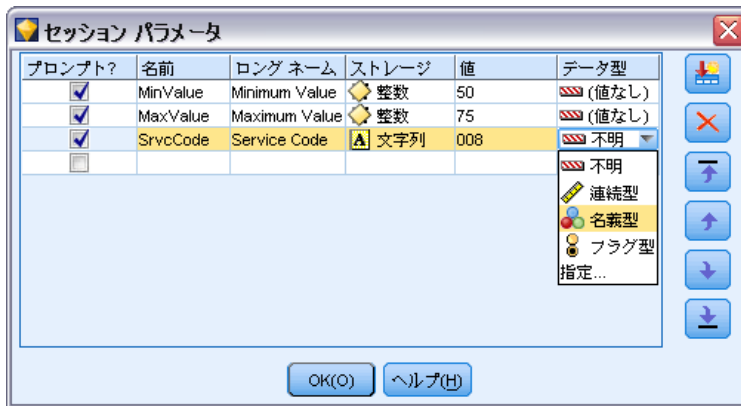 セッション パラメータ
プロンプト? 名前 ロング ネーム ストレージ 値 データ型
MinValue Minimum Value 整数 50 (値なし)
MaxValue Maximum Value 整数 75 (値なし)
SrvcCode Service Code A 文字列 008 不明
不明
連続型
名義型
フラグ型
指定...
OK(O) ヘルプ(H)